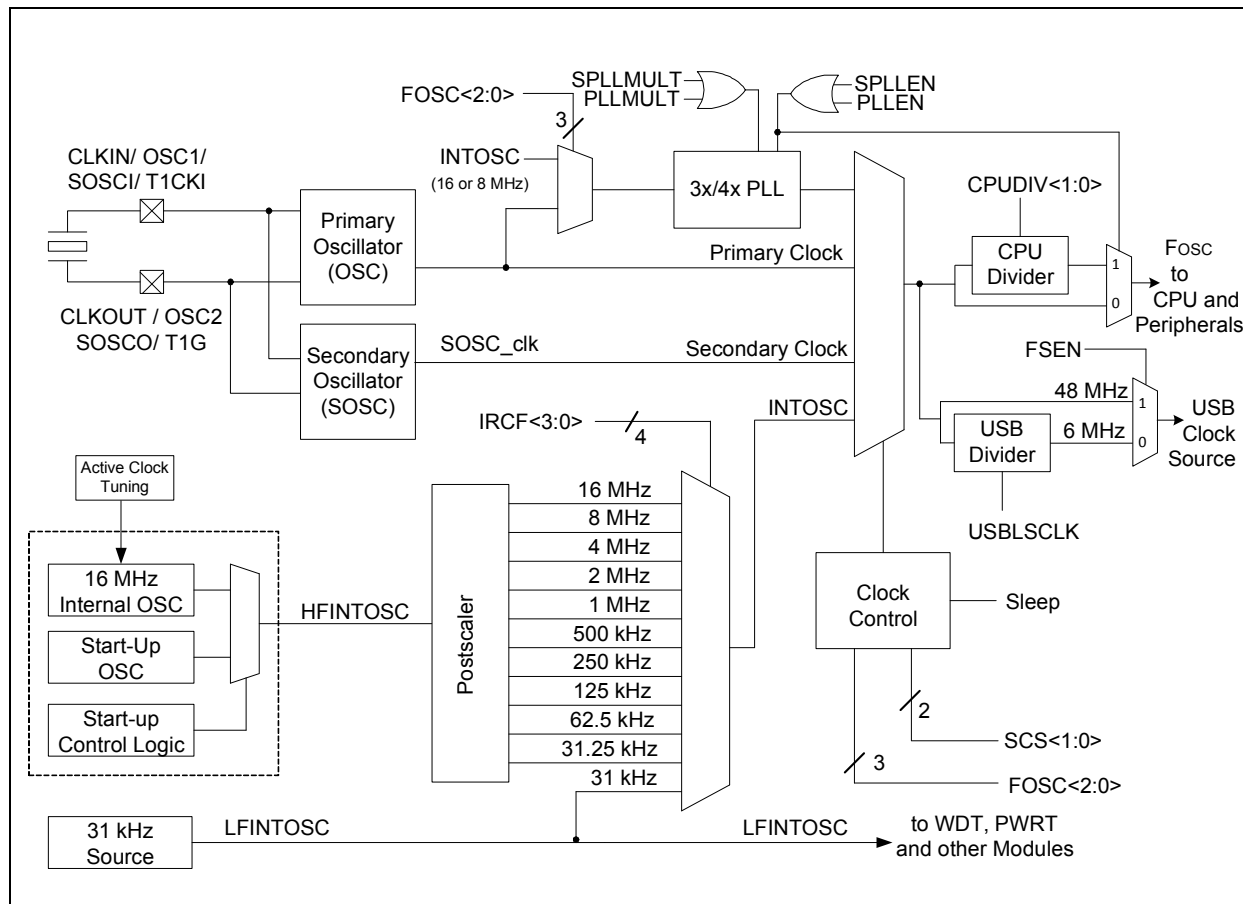 SPLLMULT
PLLMULT
SPLLEN
PLLEN
FOSC<2:0>
3
CLKIN/ OSC1/
SOSCI/ T1CKI
INTOSC
(16 or 8 MHz)
3x/4x PLL
CPUDIV<1:0>
Primary
Oscillator
(OSC)
Primary Clock
CPU
Divider
1
0
FOSC
to
CPU and
Peripherals
CLKOUT / OSC2
SOSCO/ T1G
Secondary
Oscillator
(SOSC)
SOSC_clk
Secondary Clock
FSEN
48 MHz
1
6 MHz
0
USB
Clock
Source
USB
Divider
USBLSCLK
IRCF<3:0>
4
INTOSC
Active Clock
Tuning
16 MHz
Internal OSC
Start-Up
OSC
Start-up
Control Logic
HFINTOSC
Postscaler
16 MHz
8 MHz
4 MHz
2 MHz
1 MHz
500 kHz
250 kHz
125 kHz
62.5 kHz
31.25 kHz
31 kHz
Clock
Control
Sleep
2
SCS<1:0>
3
FOSC<2:0>
31 kHz
Source
LFINTOSC
LFINTOSC
to WDT, PWRT
and other Modules